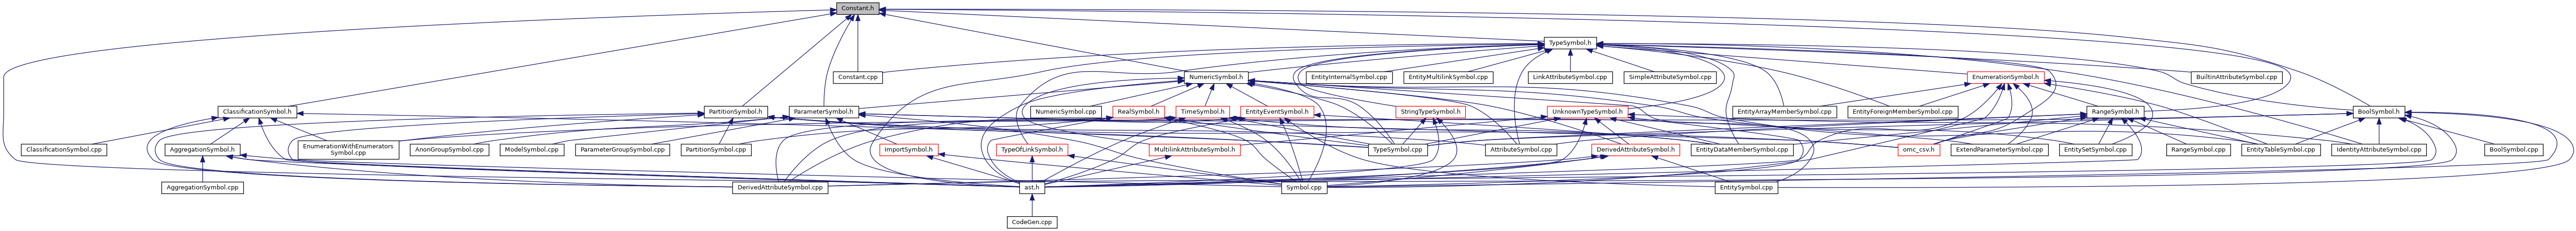 Constant.h
TypeSymbol.h
Constant.cpp
NumericSymbol.h
EntityInternalSymbol.cpp
EntityMultilinkSymbol.cpp
LinkAttributeSymbol.cpp
SimpleAttributeSymbol.cpp
EnumerationSymbol.h
BuiltinAttributeSymbol.cpp
ClassificationSymbol.h
PartitionSymbol.h
ParameterSymbol.h
NumericSymbol.cpp
RealSymbol.h
TimeSymbol.h
EntityEventSymbol.h
StringTypeSymbol.h
UnknownTypeSymbol.h
EntityArrayMemberSymbol.cpp
EntityForeignMemberSymbol.cpp
RangeSymbol.h
BoolSymbol.h
ClassificationSymbol.cpp
AggregationSymbol.h
EnumerationWithEnumerators
Symbol.cpp
AnonGroupSymbol.cpp
ModelSymbol.cpp
ParameterGroupSymbol.cpp
PartitionSymbol.cpp
ImportSymbol.h
TypeOfLinkSymbol.h
MultilinkAttributeSymbol.h
TypeSymbol.cpp
AttributeSymbol.cpp
DerivedAttributeSymbol.h
EntityDataMemberSymbol.cpp
omc_csv.h
ExtendParameterSymbol.cpp
EntitySetSymbol.cpp
RangeSymbol.cpp
EntityTableSymbol.cpp
IdentityAttributeSymbol.cpp
BoolSymbol.cpp
AggregationSymbol.cpp
DerivedAttributeSymbol.cpp
ast.h
Symbol.cpp
EntitySymbol.cpp
CodeGen.cpp